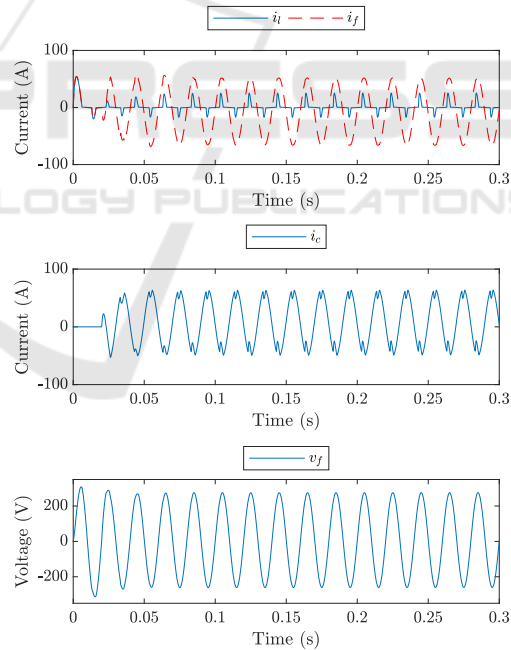 i_l i_f
100
0
-100
Current (A)
0 0.05 0.1 0.15 0.2 0.25 0.3
Time (s)
PRESS
LOGY PUBLICATIONS
i_c
100
0
-100
Current (A)
0 0.05 0.1 0.15 0.2 0.25 0.3
Time (s)
v_f
200
0
-200
Voltage (V)
0 0.05 0.1 0.15 0.2 0.25 0.3
Time (s)